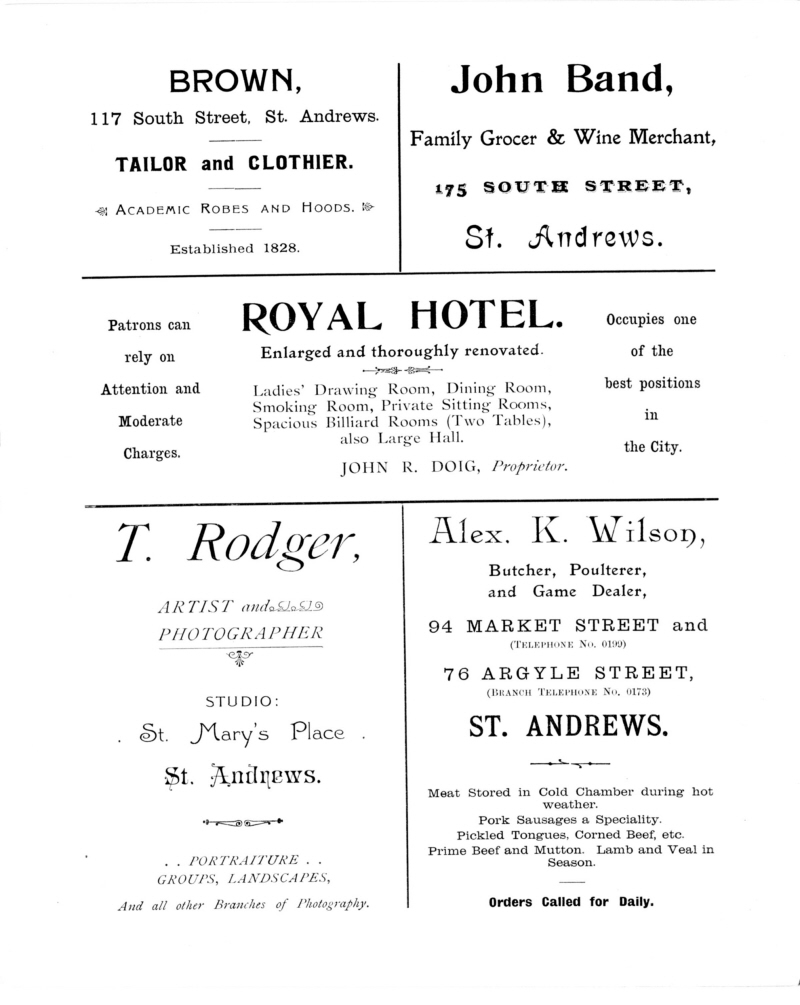 BROWN,
117 South Street, St. Andrews.
TAILOR and CLOTHIER.
ACADEMIC ROBES AND HOODS.
Established 1828.
John Band,
Family Grocer & Wine Merchant,
175 SOUTH STREET,
St. Andrews.
Patrons can
rely on
Attention and
Moderate
Charges.
ROYAL HOTEL.
Enlarged and thoroughly renovated.
Ladies' Drawing Room, Dining Room,
Smoking Room, Private Sitting Rooms,
Spacious Billiard Rooms (Two Tables),
also Large Hall.
JOHN R. DOIG, Proprietor.
Occupies one
of the
best positions
in
the City.
T. Rodger,
ARTIST and
PHOTOGRAPHER
STUDIO:
. St. Mary's Place .
St. Andrews.
. . PORTRAITURE . .
GROUPS, LANDSCAPES,
And all other Branches of Photography.
Alex. K. Wilson,
Butcher, Poulterer,
and Game Dealer,
94 MARKET STREET and
(TELEPHONE No. 0199)
76 ARGYLE STREET,
(BRANCH TELEPHONE No. 0173)
ST. ANDREWS.
Meat Stored in Cold Chamber during hot
weather.
Pork Sausages a Speciality.
Pickled Tongues, Corned Beef, etc.
Prime Beef and Mutton. Lamb and Veal in
Season.
Orders Called for Daily.